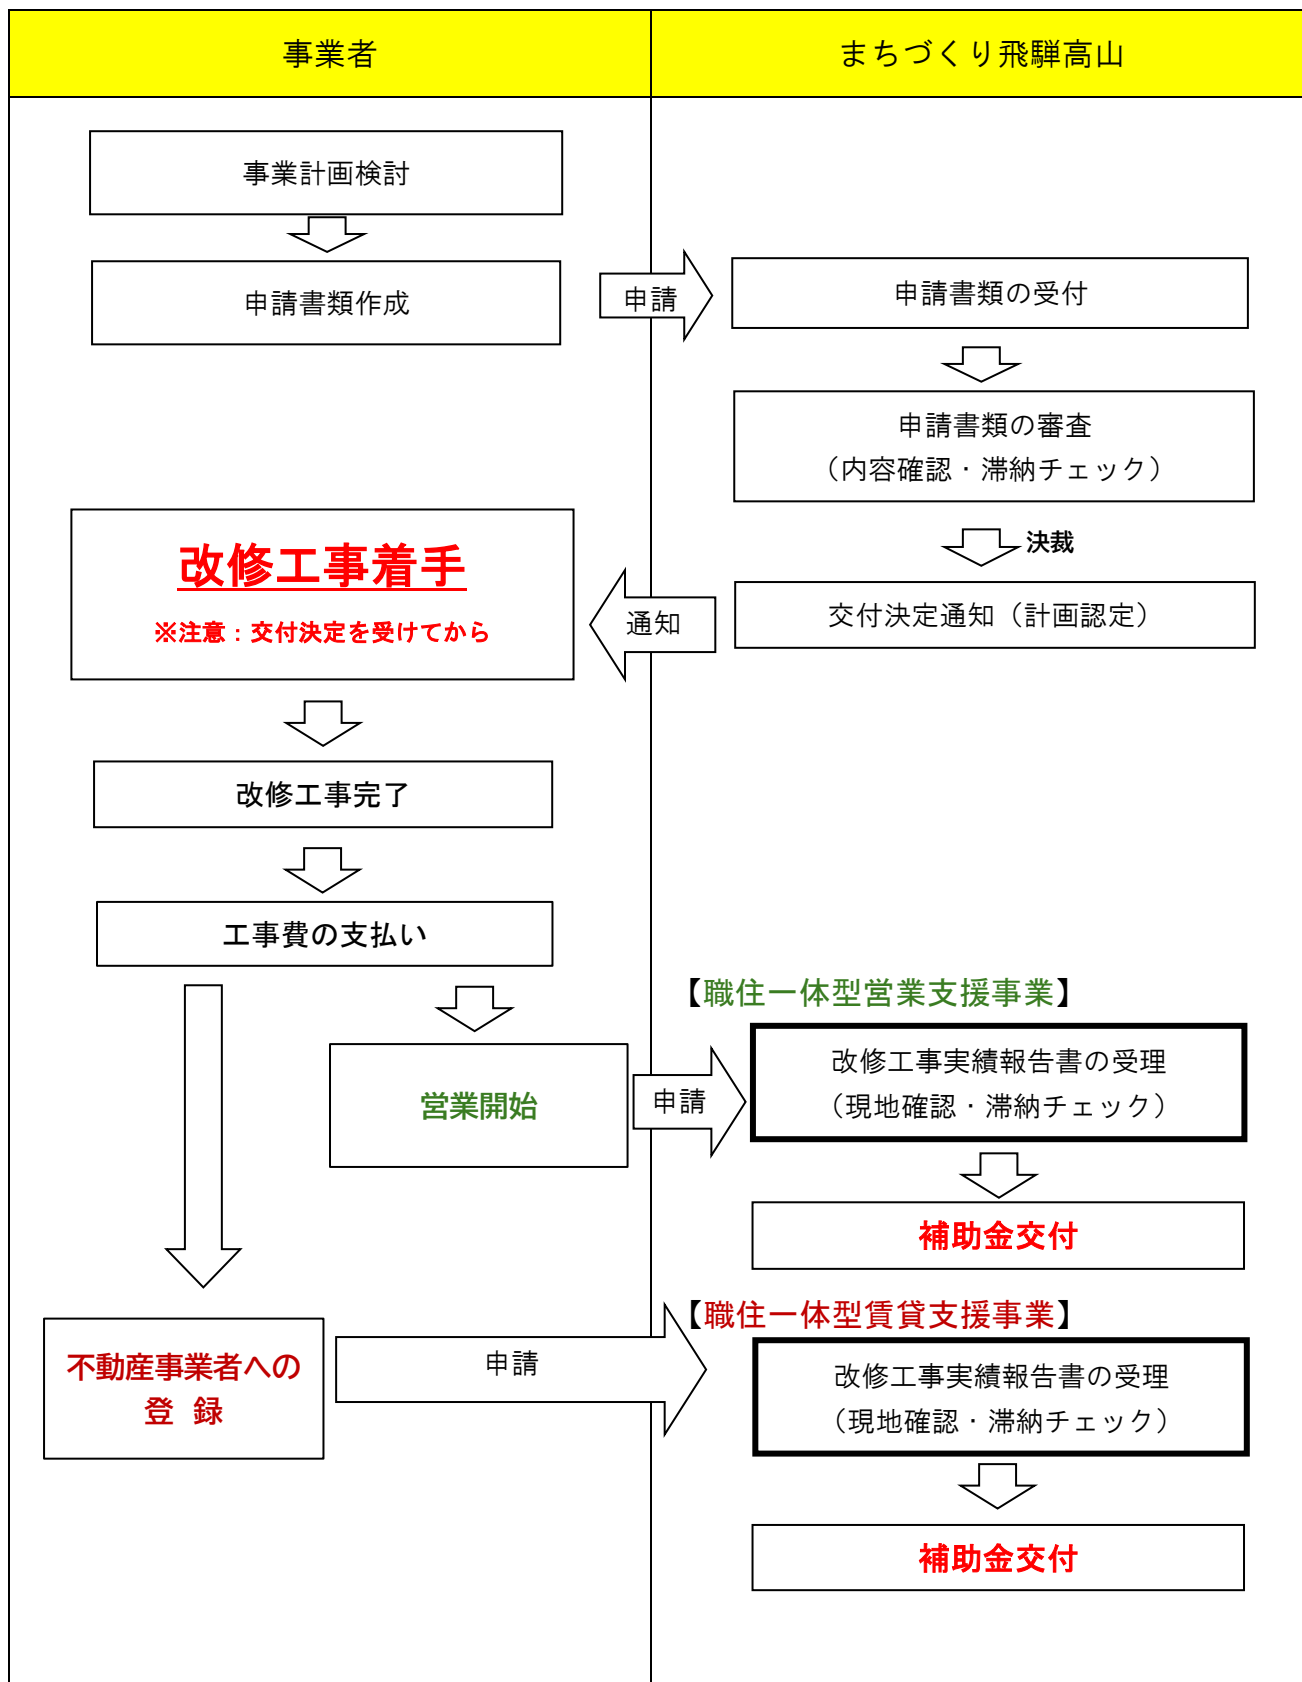 事業者
まちづくり飛騨高山
事業計画検討
申請書類作成
申請
申請書類の受付
申請書類の審査
（内容確認・滞納チェック）
決裁
交付決定通知（計画認定）
通知
改修工事着手
※注意：交付決定を受けてから
改修工事完了
工事費の支払い
【職住一体型営業支援事業】
営業開始
申請
改修工事実績報告書の受理
（現地確認・滞納チェック）
補助金交付
【職住一体型賃貸支援事業】
不動産事業者への
登 録
申請
改修工事実績報告書の受理
（現地確認・滞納チェック）
補助金交付